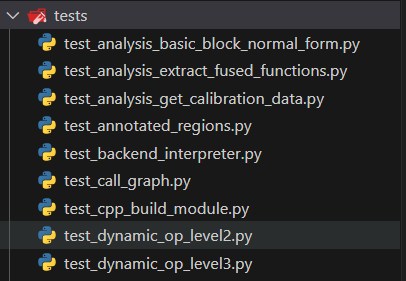 tests
test_analysis_basic_block_normal_form.py
test_analysis_extract_fused_functions.py
test_analysis_get_calibration_data.py
test_annotated_regions.py
test_backend_interpreter.py
test_call_graph.py
test_cpp_build_module.py
test_dynamic_op_level2.py
test_dynamic_op_level3.py